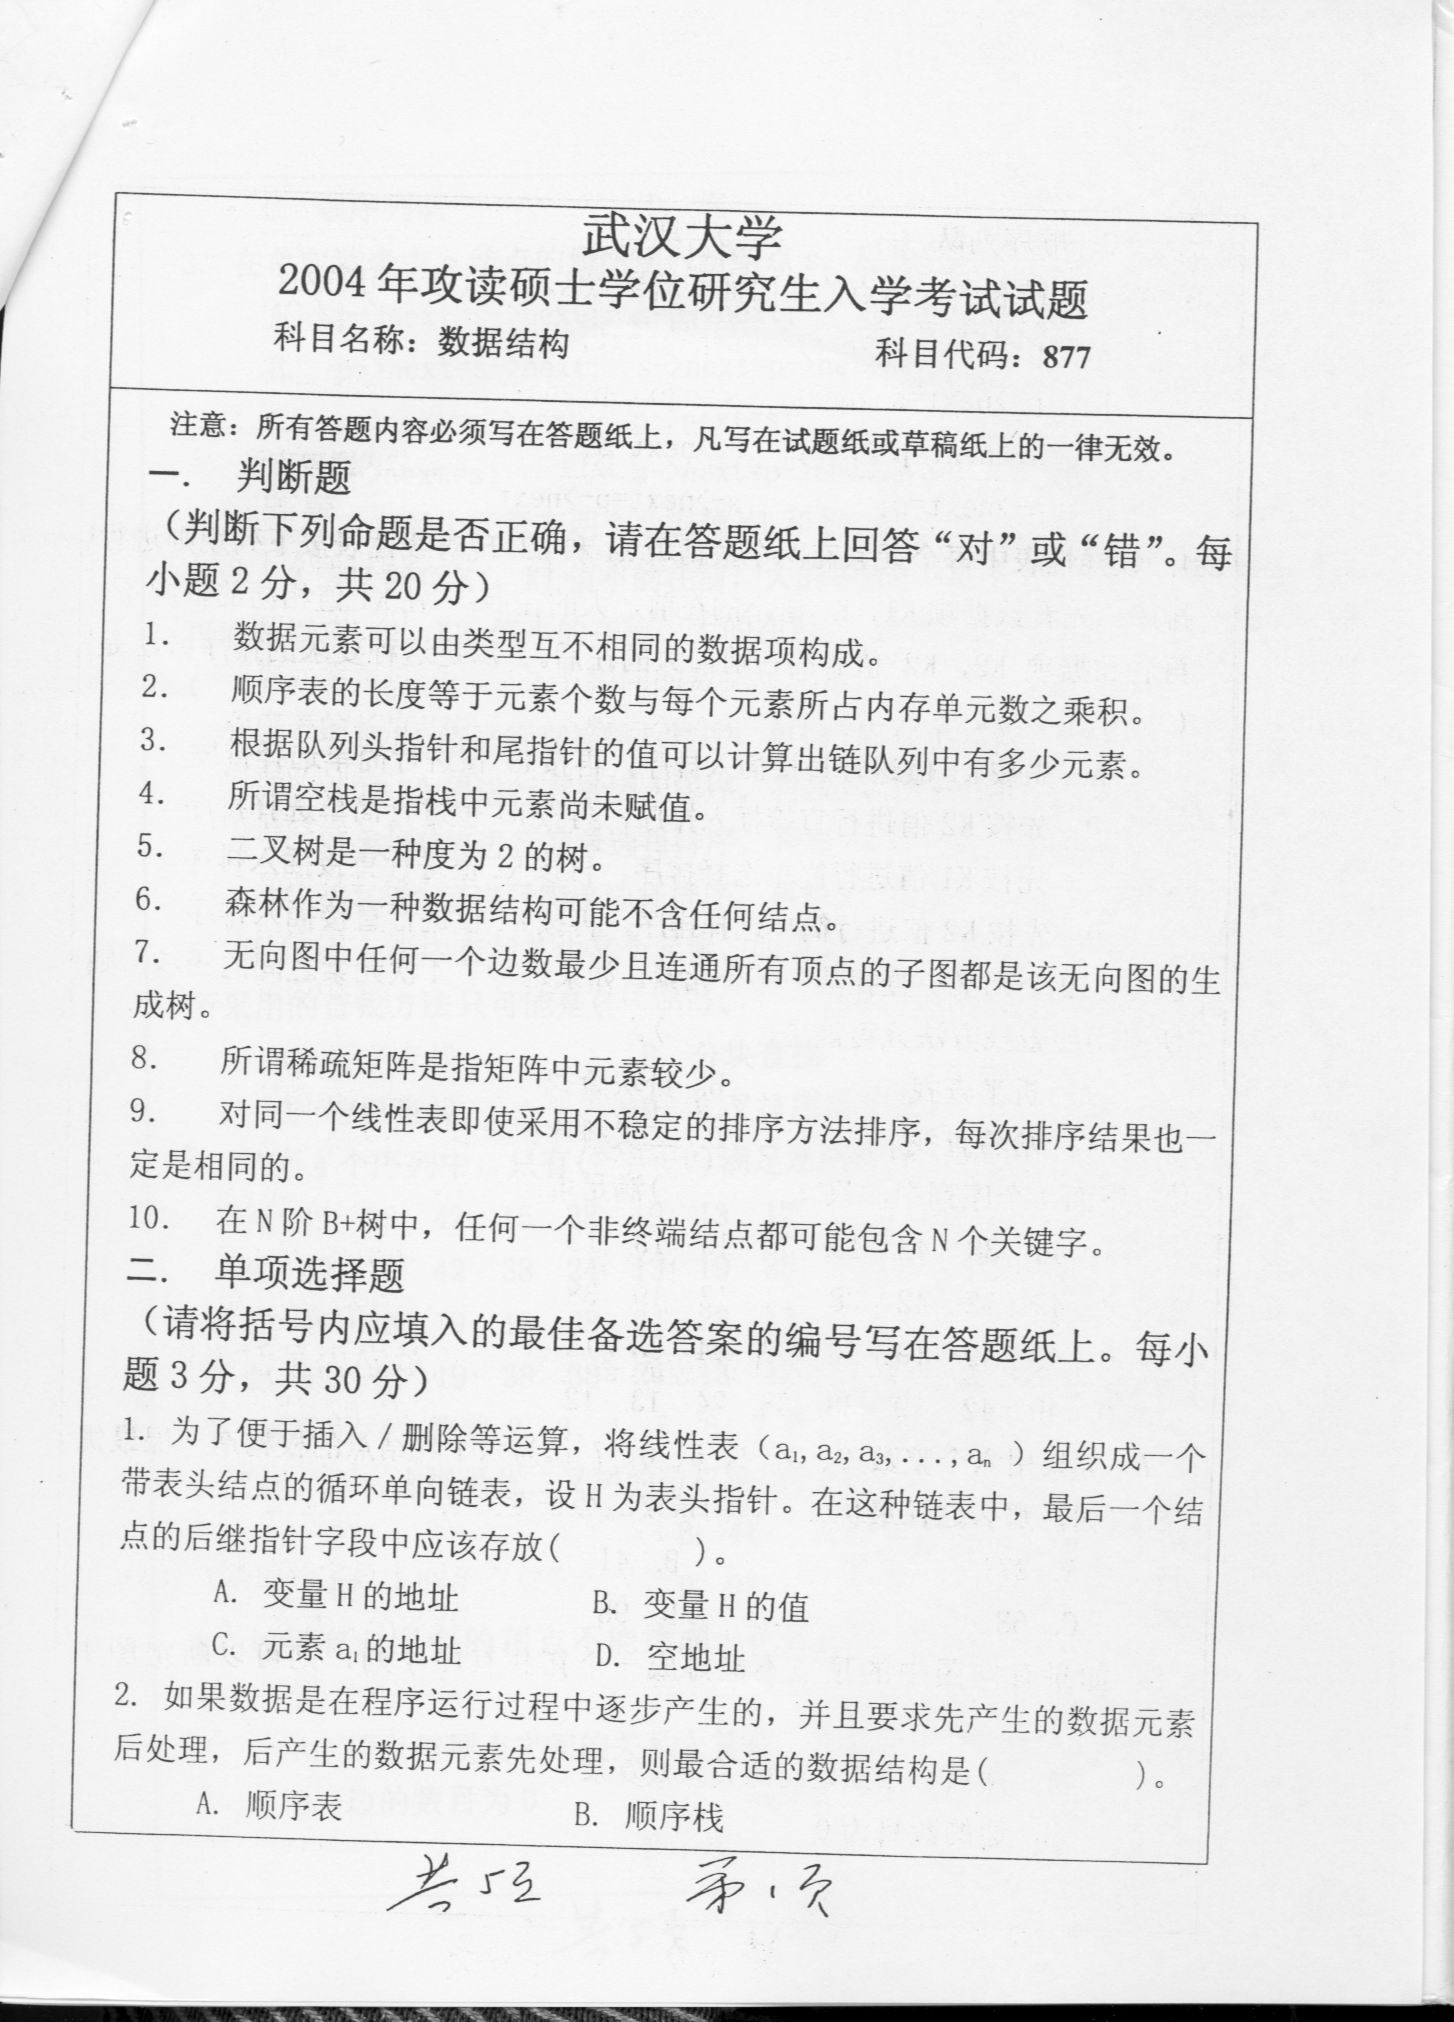 武汉大学
2004年攻读硕士学位研究生入学考试试题
科目名称：数据结构 科目代码：877
注意：所有答题内容必须写在答题纸上，凡写在试题纸或草稿纸上的一律无效。
一． 判断题
（判断下列命题是否正确，请在答题纸上回答“对”或“错”。每
小题2分，共20分）
1． 数据元素可以由类型互不相同的数据项构成。
2． 顺序表的长度等于元素个数与每个元素所占内存单元数之乘积。
3． 根据队列头指针和尾指针的值可以计算出链队列中有多少元素。
4． 所谓空栈是指栈中元素尚未赋值。
5． 二叉树是一种度为2的树。
6． 森林作为一种数据结构可能不含任何结点。
7． 无向图中任何一个边数最少且连通所有顶点的子图都是该无向图的生
成树。
8． 所谓稀疏矩阵是指矩阵中元素较少。
9． 对同一个线性表即使采用不稳定的排序方法排序，每次排序结果也一
定是相同的。
10． 在N阶B+树中，任何一个非终端结点都可能包含N个关键字。
二． 单项选择题
（请将括号内应填入的最佳备选答案的编号写在答题纸上。每小
题3分，共30分）
1．为了便于插入／删除等运算，将线性表（a₁,a₂,a₃,...,aₙ）组织成一个
带表头结点的循环单向链表，设H为表头指针。在这种链表中，最后一个结
点的后继指针字段中应该存放( )。
A．变量H的地址 B．变量H的值
C．元素a₁的地址 D．空地址
2．如果数据是在程序运行过程中逐步产生的，并且要求先产生的数据元素
后处理，后产生的数据元素先处理，则最合适的数据结构是( )。
A．顺序表 B．顺序栈
共5页 第1页